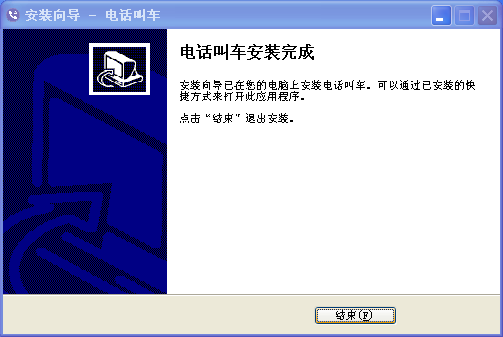 安装向导 - 电话叫车
电话叫车安装完成
安装向导已在您的电脑上安装电话叫车。可以通过已安装的快
捷方式来打开此应用程序。
点击“结束”退出安装。
结束(F)